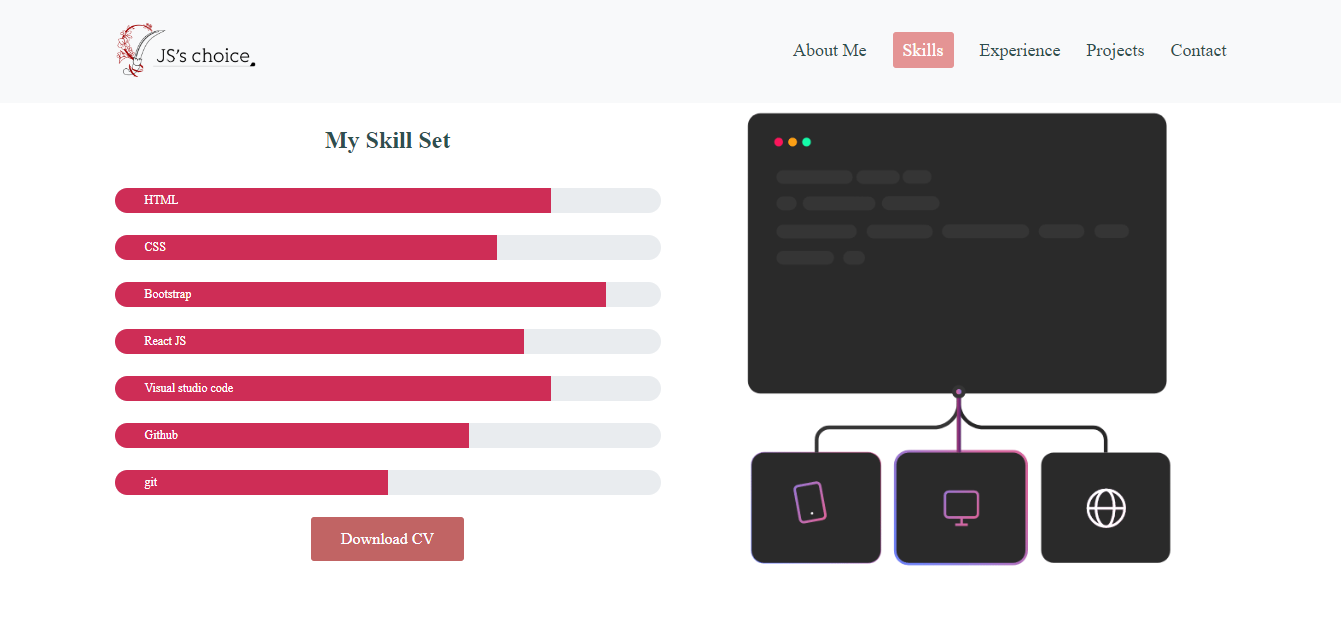 JS's choice
About Me Skills Experience Projects Contact
My Skill Set
HTML
CSS
Bootstrap
React JS
Visual studio code
Github
git
Download CV